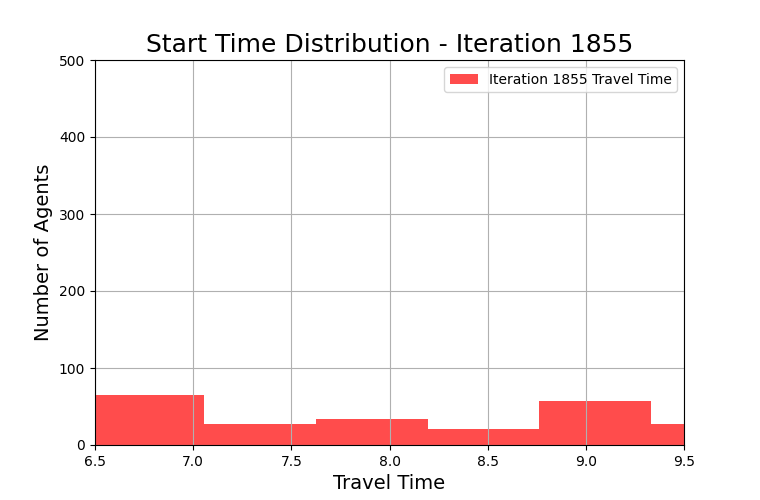 Start Time Distribution - Iteration 1855
Iteration 1855 Travel Time
Number of Agents
500
400
300
200
100
0
6.5 7.0 7.5 8.0 8.5 9.0 9.5
Travel Time